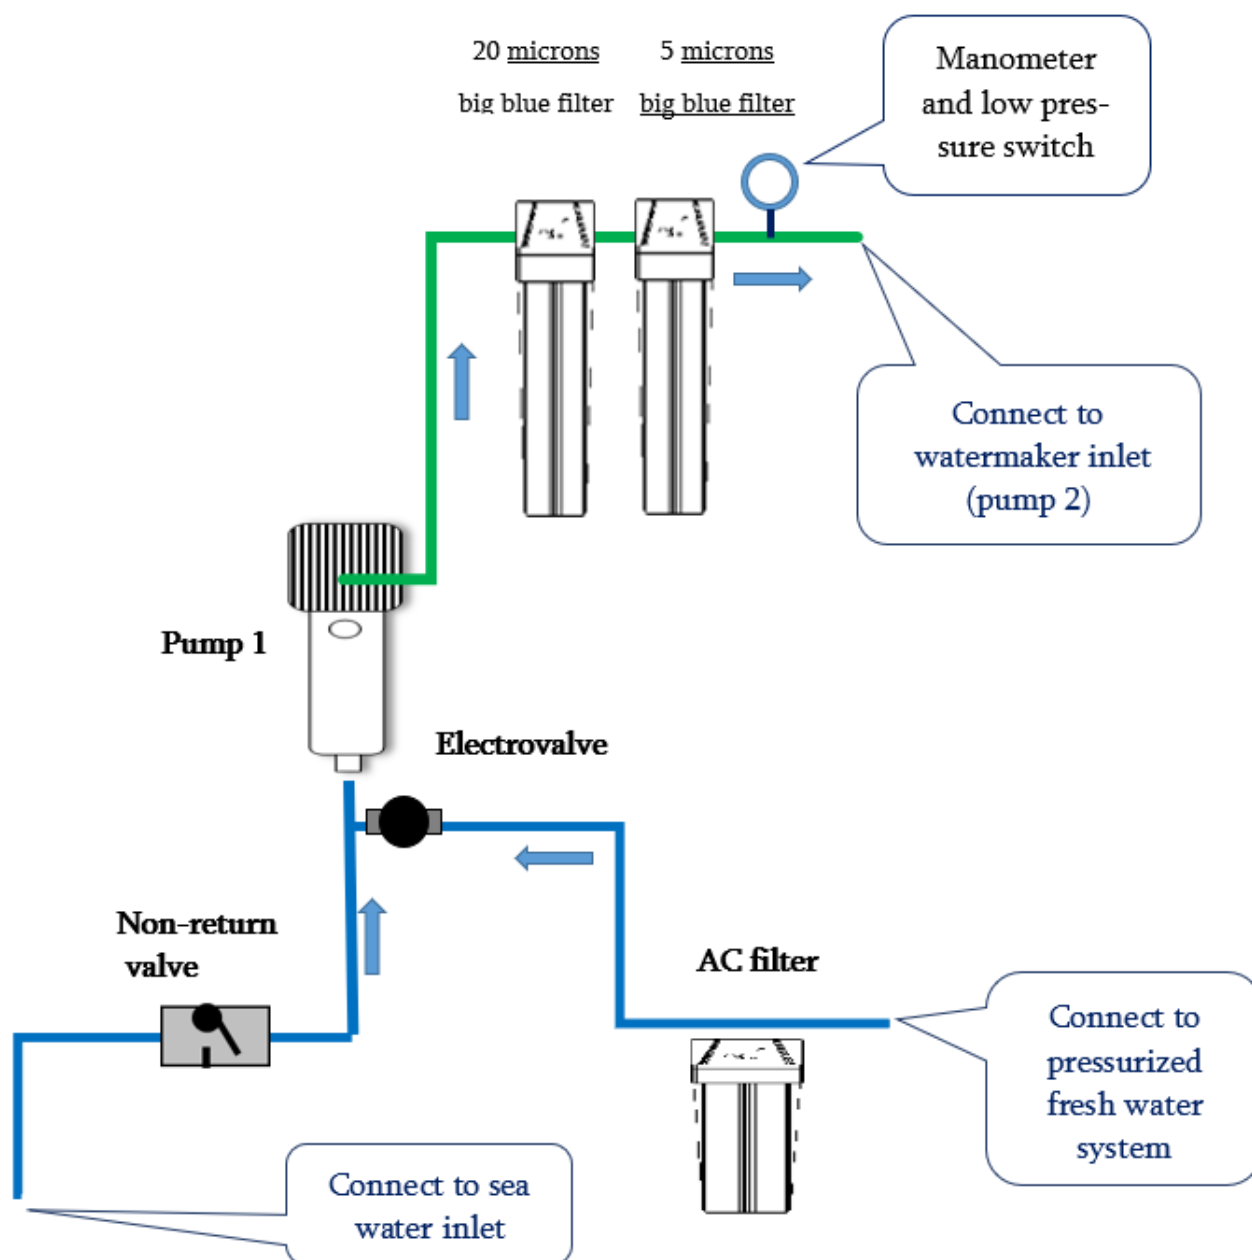 20 microns
big blue filter
5 microns
big blue filter
Manometer
and low pres-
sure switch
Connect to
watermaker inlet
(pump 2)
Pump 1
Electrovalve
Non-return
valve
AC filter
Connect to
pressurized
fresh water
system
Connect to sea
water inlet